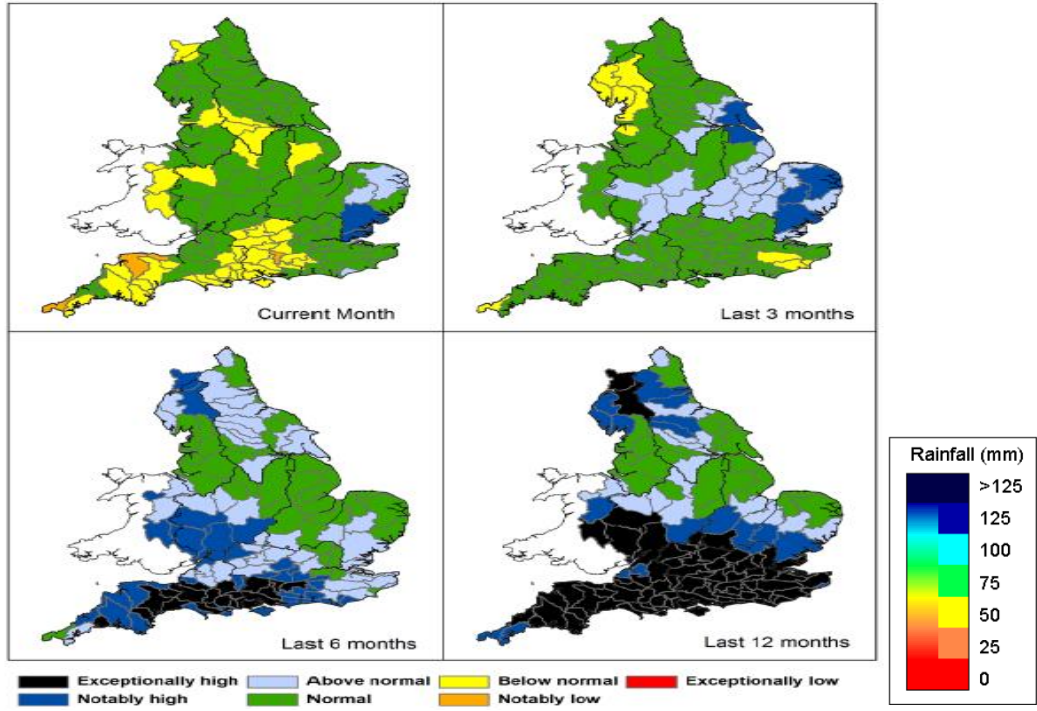 Current Month
Last 3 months
Last 6 months
Last 12 months
Exceptionally high
Above normal
Below normal
Exceptionally low
Notably high
Normal
Notably low
Rainfall (mm)
>125
125
100
75
50
25
0